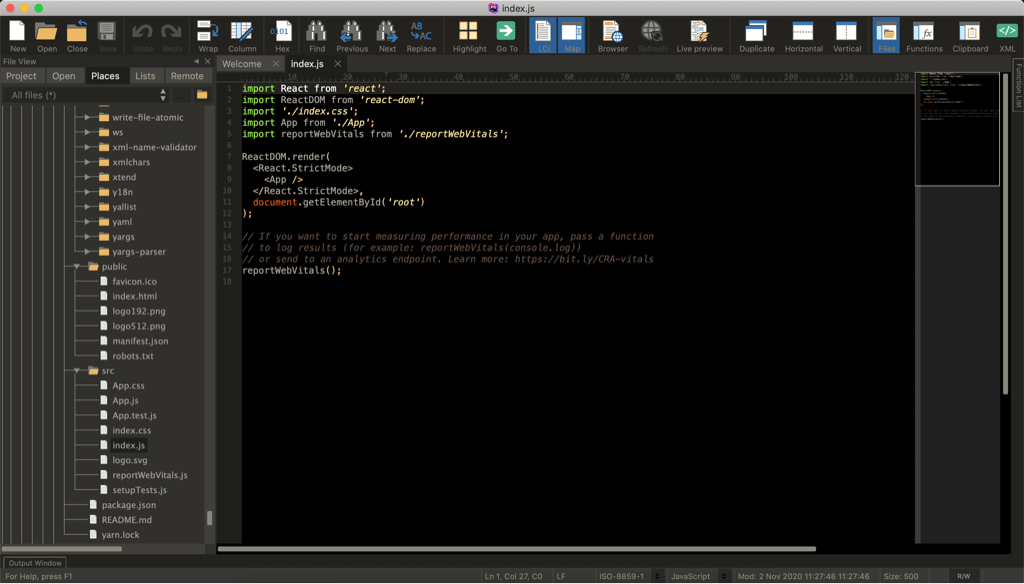 index.js
New Open Close Save Undo Redo Wrap Column Hex Find Previous Next Replace Highlight Go To LCI Map Browser Refresh Live preview Duplicate Horizontal Vertical Files Functions Clipboard XML
File View
Project Open Places Lists Remote
All files (*)
write-file-atomic
ws
xml-name-validator
xmlchars
xtend
y18n
yallist
yaml
yargs
yargs-parser
public
favicon.ico
index.html
logo192.png
logo512.png
manifest.json
robots.txt
src
App.css
App.js
App.test.js
index.css
index.js
logo.svg
reportWebVitals.js
setupTests.js
package.json
README.md
yarn.lock
Welcome index.js
10 20 30 40 50 60 70 80 90 100 110 120
1 import React from 'react';
2 import ReactDOM from 'react-dom';
3 import './index.css';
4 import App from './App';
5 import reportWebVitals from './reportWebVitals';
6
7 ReactDOM.render(
8 <React.StrictMode>
9 <App />
10 </React.StrictMode>,
11 document.getElementById('root')
12 );
13
14 // If you want to start measuring performance in your app, pass a function
15 // to log results (for example: reportWebVitals(console.log))
16 // or send to an analytics endpoint. Learn more: https://bit.ly/CRA-vitals
17 reportWebVitals();
18
Function List
Output Window
For Help, press F1
Ln 1, Col 27, C0 LF ISO-8859-1 JavaScript Mod: 2 Nov 2020 11:27:46 11:27:46 Size: 500 R/W